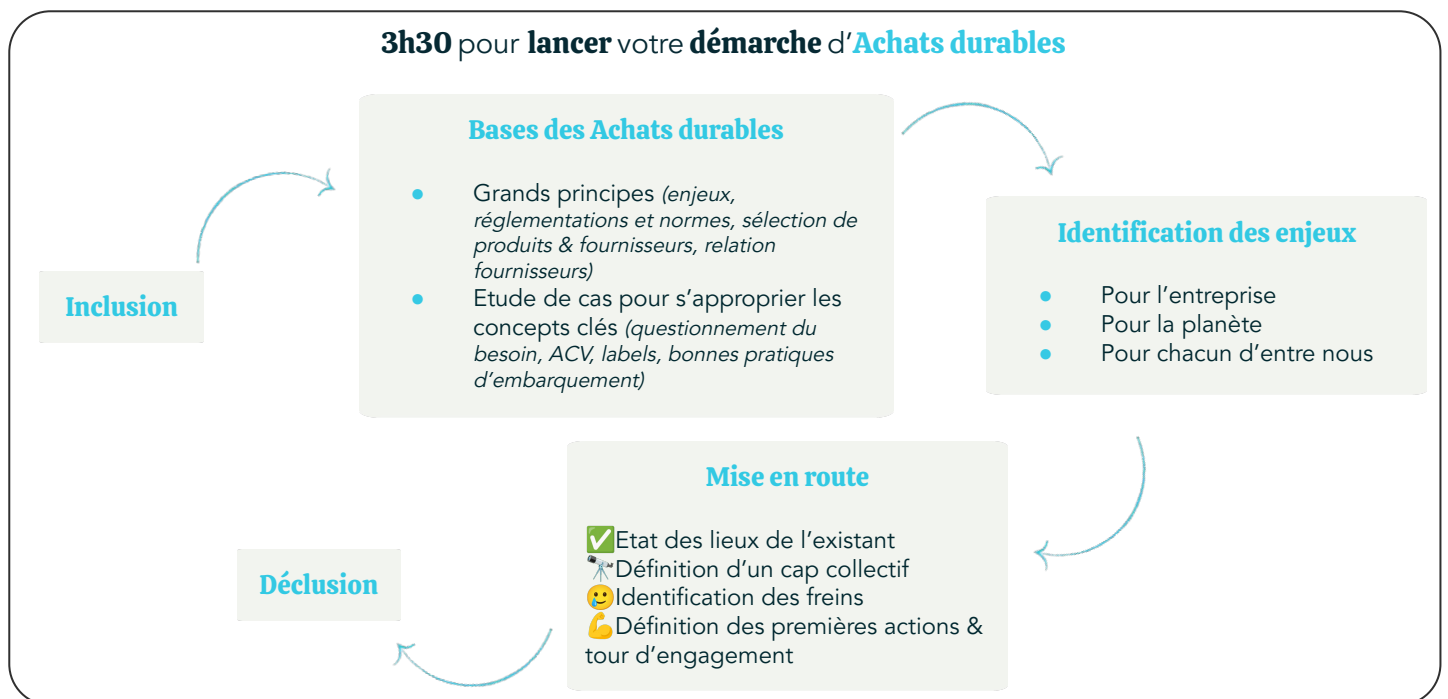 3h30 pour lancer votre démarche d'Achats durables
Inclusion
Bases des Achats durables
● Grands principes (enjeux,
réglementations et normes, sélection de
produits & fournisseurs, relation
fournisseurs)
● Etude de cas pour s'approprier les
concepts clés (questionnement du
besoin, ACV, labels, bonnes pratiques
d'embarquement)
Identification des enjeux
● Pour l'entreprise
● Pour la planète
● Pour chacun d'entre nous
Mise en route
✅Etat des lieux de l'existant
🔭Définition d'un cap collectif
🥲Identification des freins
💪Définition des premières actions &
tour d'engagement
Déclusion